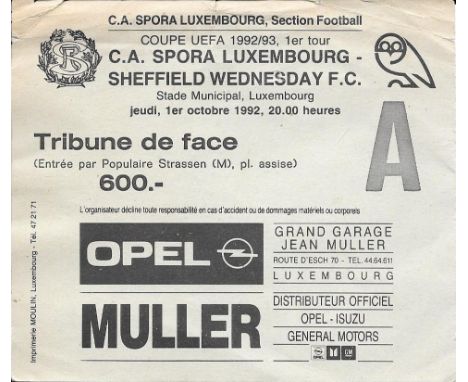 C.A. SPORA LUXEMBOURG, Section Football
COUPE UEFA 1992/93, 1er tour
C.A. SPORA LUXEMBOURG -
SHEFFIELD WEDNESDAY F.C.
Stade Municipal, Luxembourg
jeudi, 1er octobre 1992, 20.00 heures
Tribune de face
(Entrée par Populaire Strassen (M), pl. assise)
600.-
A
L'organisateur décline toute responsabilité en cas d'accident ou de dommages matériels ou corporels
OPEL
MULLER
GRAND GARAGE
JEAN MULLER
ROUTE D'ESCH 70 - TEL. 44.64.611
LUXEMBOURG
DISTRIBUTEUR OFFICIEL
OPEL - ISUZU
GENERAL MOTORS
Imprimerie MOULIN, Luxembourg - Tél. 47 21 71